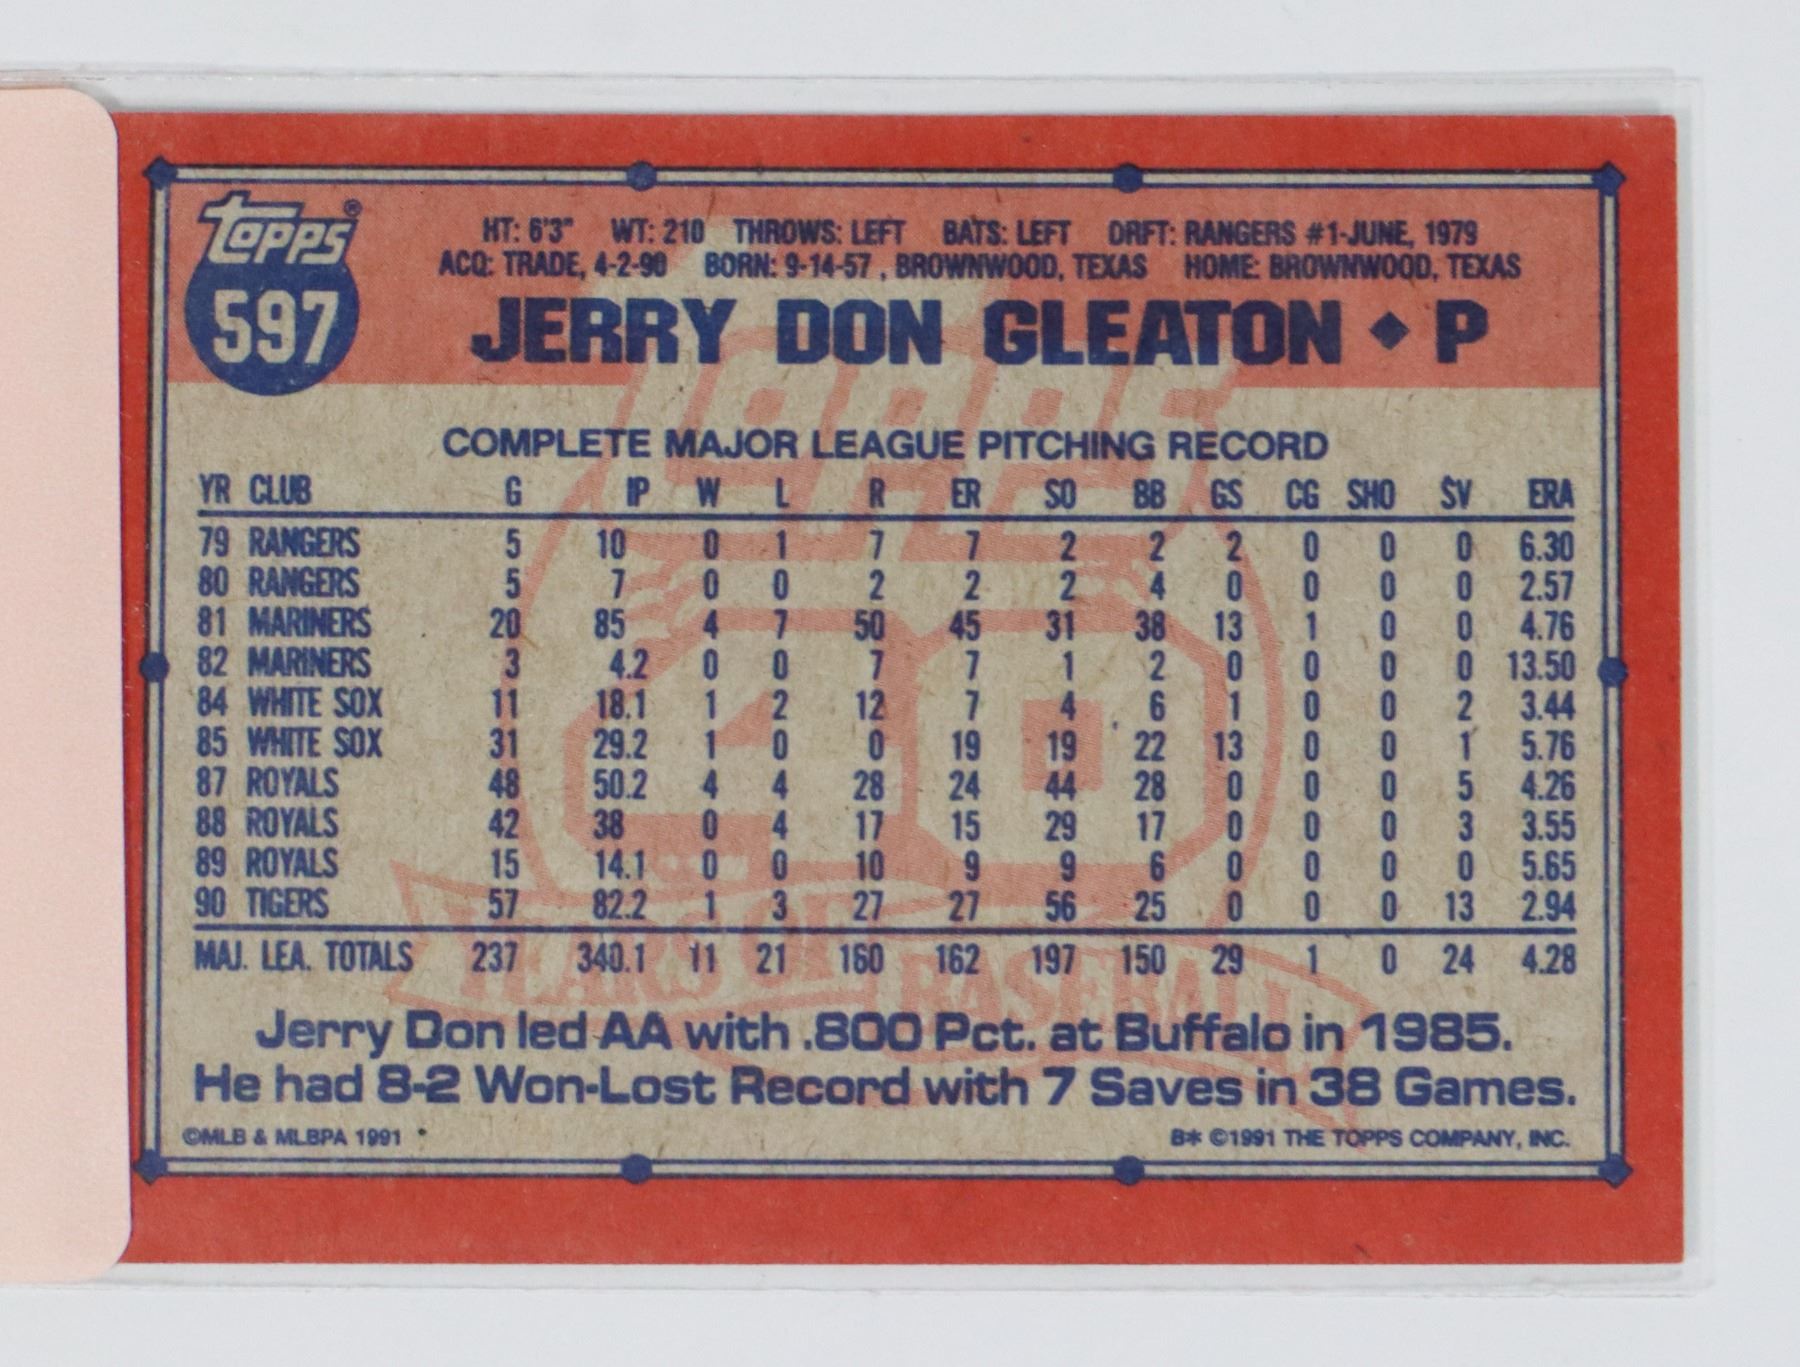 topps®
597
HT: 6'3" WT: 210 THROWS: LEFT BATS: LEFT DRFT: RANGERS #1-JUNE, 1979
ACQ: TRADE, 4-2-90 BORN: 9-14-57 , BROWNWOOD, TEXAS HOME: BROWNWOOD, TEXAS
JERRY DON GLEATON ◆ P
TOPPS 40 YEARS OF BASEBALL
COMPLETE MAJOR LEAGUE PITCHING RECORD
YR CLUB G IP W L R ER SO BB GS CG SHO SV ERA
79 RANGERS 5 10 0 1 7 7 2 2 2 0 0 0 6.30
80 RANGERS 5 7 0 0 2 2 2 4 0 0 0 0 2.57
81 MARINERS 20 85 4 7 50 45 31 38 13 1 0 0 4.76
82 MARINERS 3 4.2 0 0 7 7 1 2 0 0 0 0 13.50
84 WHITE SOX 11 18.1 1 2 12 7 4 6 1 0 0 2 3.44
85 WHITE SOX 31 29.2 1 0 0 19 19 22 13 0 0 1 5.76
87 ROYALS 48 50.2 4 4 28 24 44 28 0 0 0 5 4.26
88 ROYALS 42 38 0 4 17 15 29 17 0 0 0 3 3.55
89 ROYALS 15 14.1 0 0 10 9 9 6 0 0 0 0 5.65
90 TIGERS 57 82.2 1 3 27 27 56 25 0 0 0 13 2.94
MAJ. LEA. TOTALS 237 340.1 11 21 160 162 197 150 29 1 0 24 4.28
Jerry Don led AA with .800 Pct. at Buffalo in 1985.
He had 8-2 Won-Lost Record with 7 Saves in 38 Games.
©MLB & MLBPA 1991
B* ©1991 THE TOPPS COMPANY, INC.